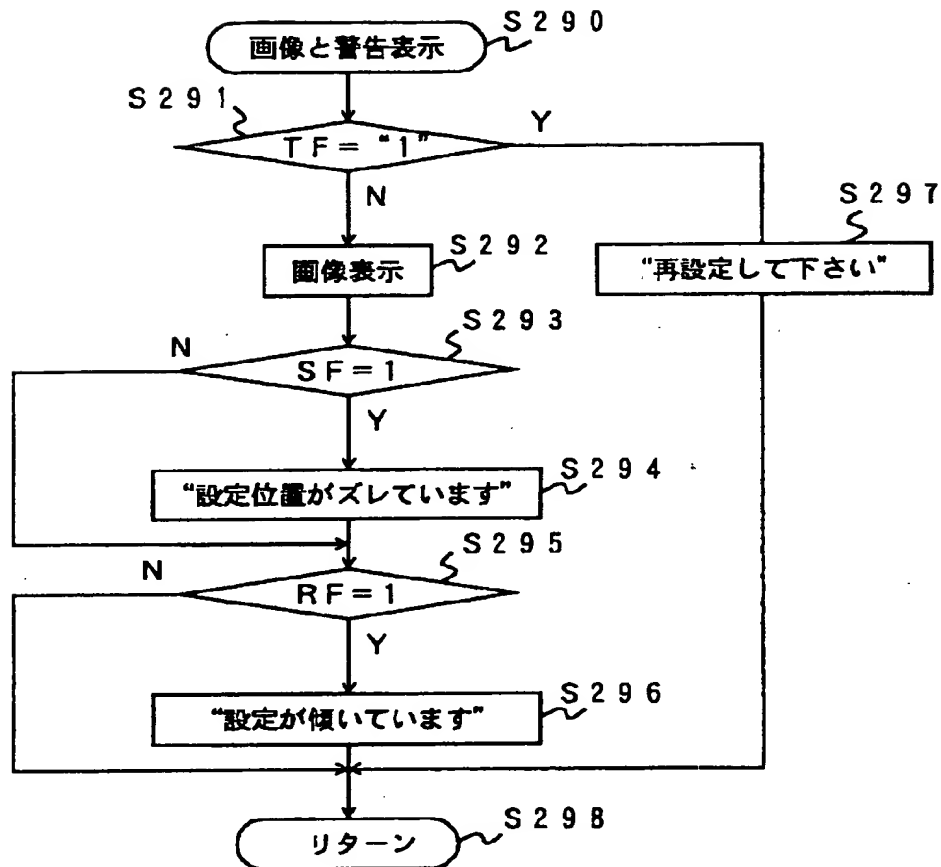 S290
画像と警告表示
S291
TF=“1”
Y
N
S297
S292
画像表示
“再設定して下さい”
S293
N
SF=1
Y
S294
“設定位置がズレています”
S295
N
RF=1
Y
S296
“設定が傾いています”
S298
リターン